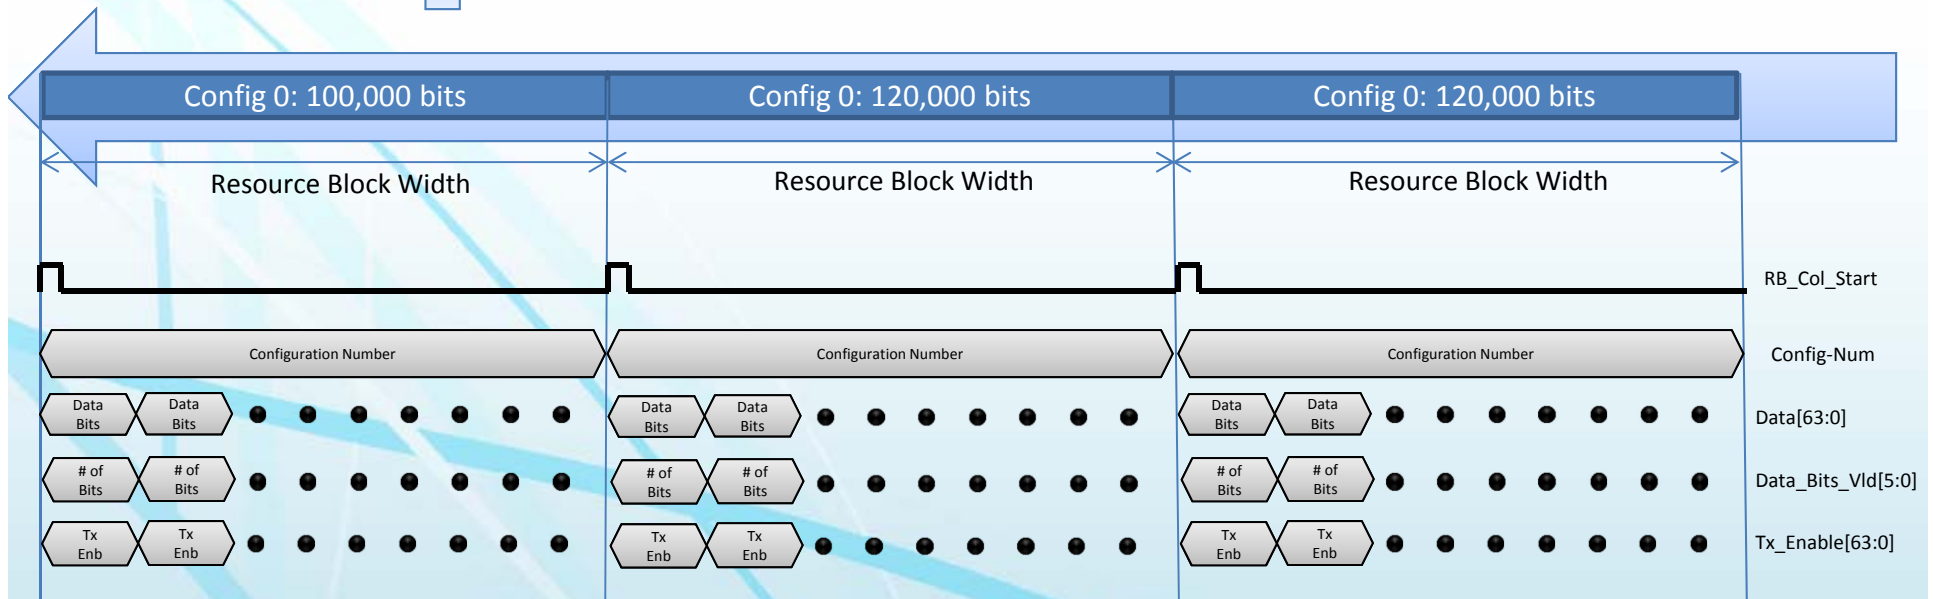 Config 0: 100,000 bits
Config 0: 120,000 bits
Config 0: 120,000 bits
Resource Block Width
Resource Block Width
Resource Block Width
RB_Col_Start
Configuration Number
Configuration Number
Configuration Number
Config-Num
Data
Bits
Data
Bits
Data
Bits
Data
Bits
Data
Bits
Data
Bits
Data[63:0]
# of
Bits
# of
Bits
# of
Bits
# of
Bits
# of
Bits
# of
Bits
Data_Bits_Vld[5:0]
Tx
Enb
Tx
Enb
Tx
Enb
Tx
Enb
Tx
Enb
Tx
Enb
Tx_Enable[63:0]